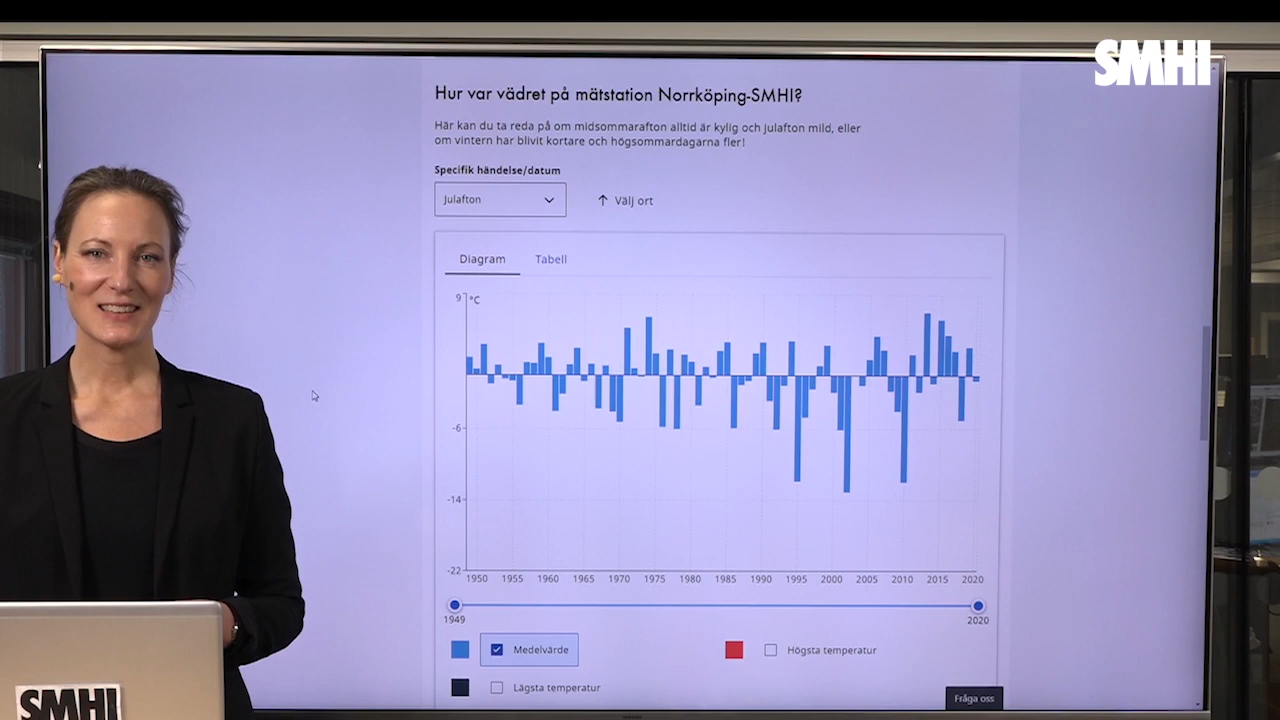 SMHI
Hur var vädret på mätstation Norrköping-SMHI?
Här kan du ta reda på om midsommarafton alltid är kylig och julafton mild, eller
om vintern har blivit kortare och högsommardagarna fler!
Specifik händelse/datum
Julafton
↑ Välj ort
Diagram Tabell
9 °C
-6
-14
-22
1950 1955 1960 1965 1970 1975 1980 1985 1990 1995 2000 2005 2010 2015 2020
1949 2020
Medelvärde Högsta temperatur
Lägsta temperatur
Fråga oss
SMHI